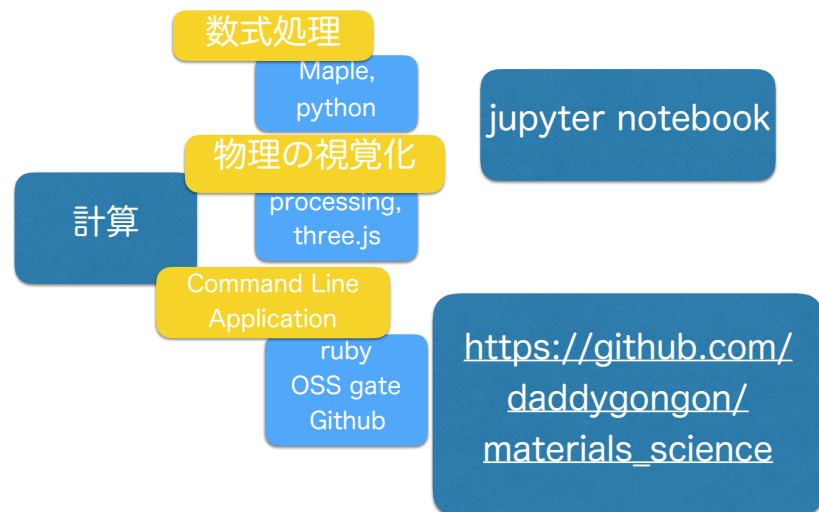 数式処理
Maple,
python
jupyter notebook
物理の視覚化
processing,
three.js
計算
Command Line
Application
ruby
OSS gate
Github
https://github.com/
daddygongon/
materials_science